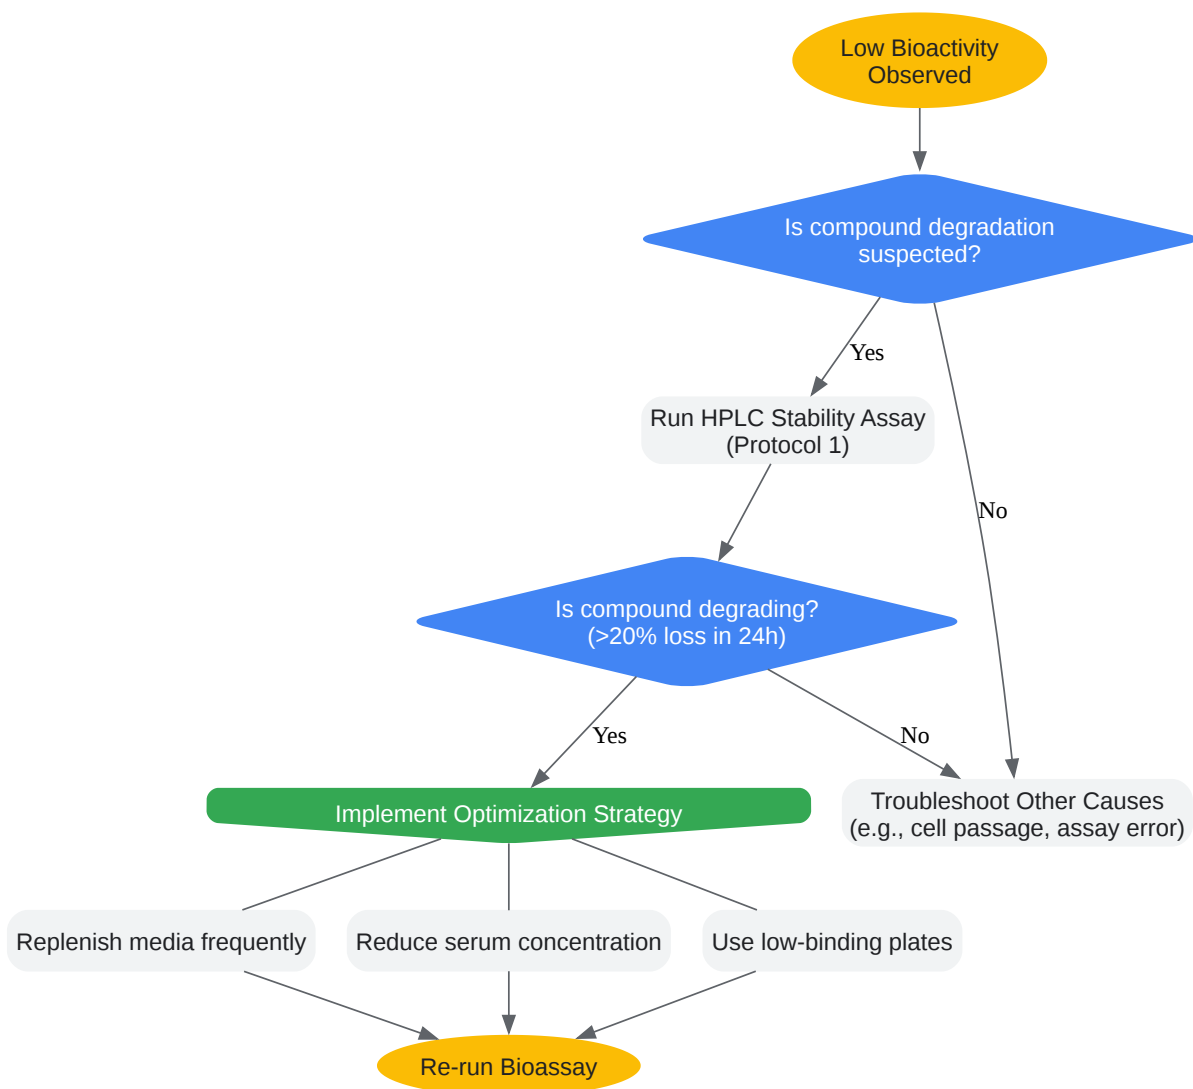 Low Bioactivity
Observed
Is compound degradation
suspected?
Yes
Run HPLC Stability Assay
(Protocol 1)
No
Is compound degrading?
(>20% loss in 24h)
Yes
No
Implement Optimization Strategy
Troubleshoot Other Causes
(e.g., cell passage, assay error)
Replenish media frequently
Reduce serum concentration
Use low-binding plates
Re-run Bioassay